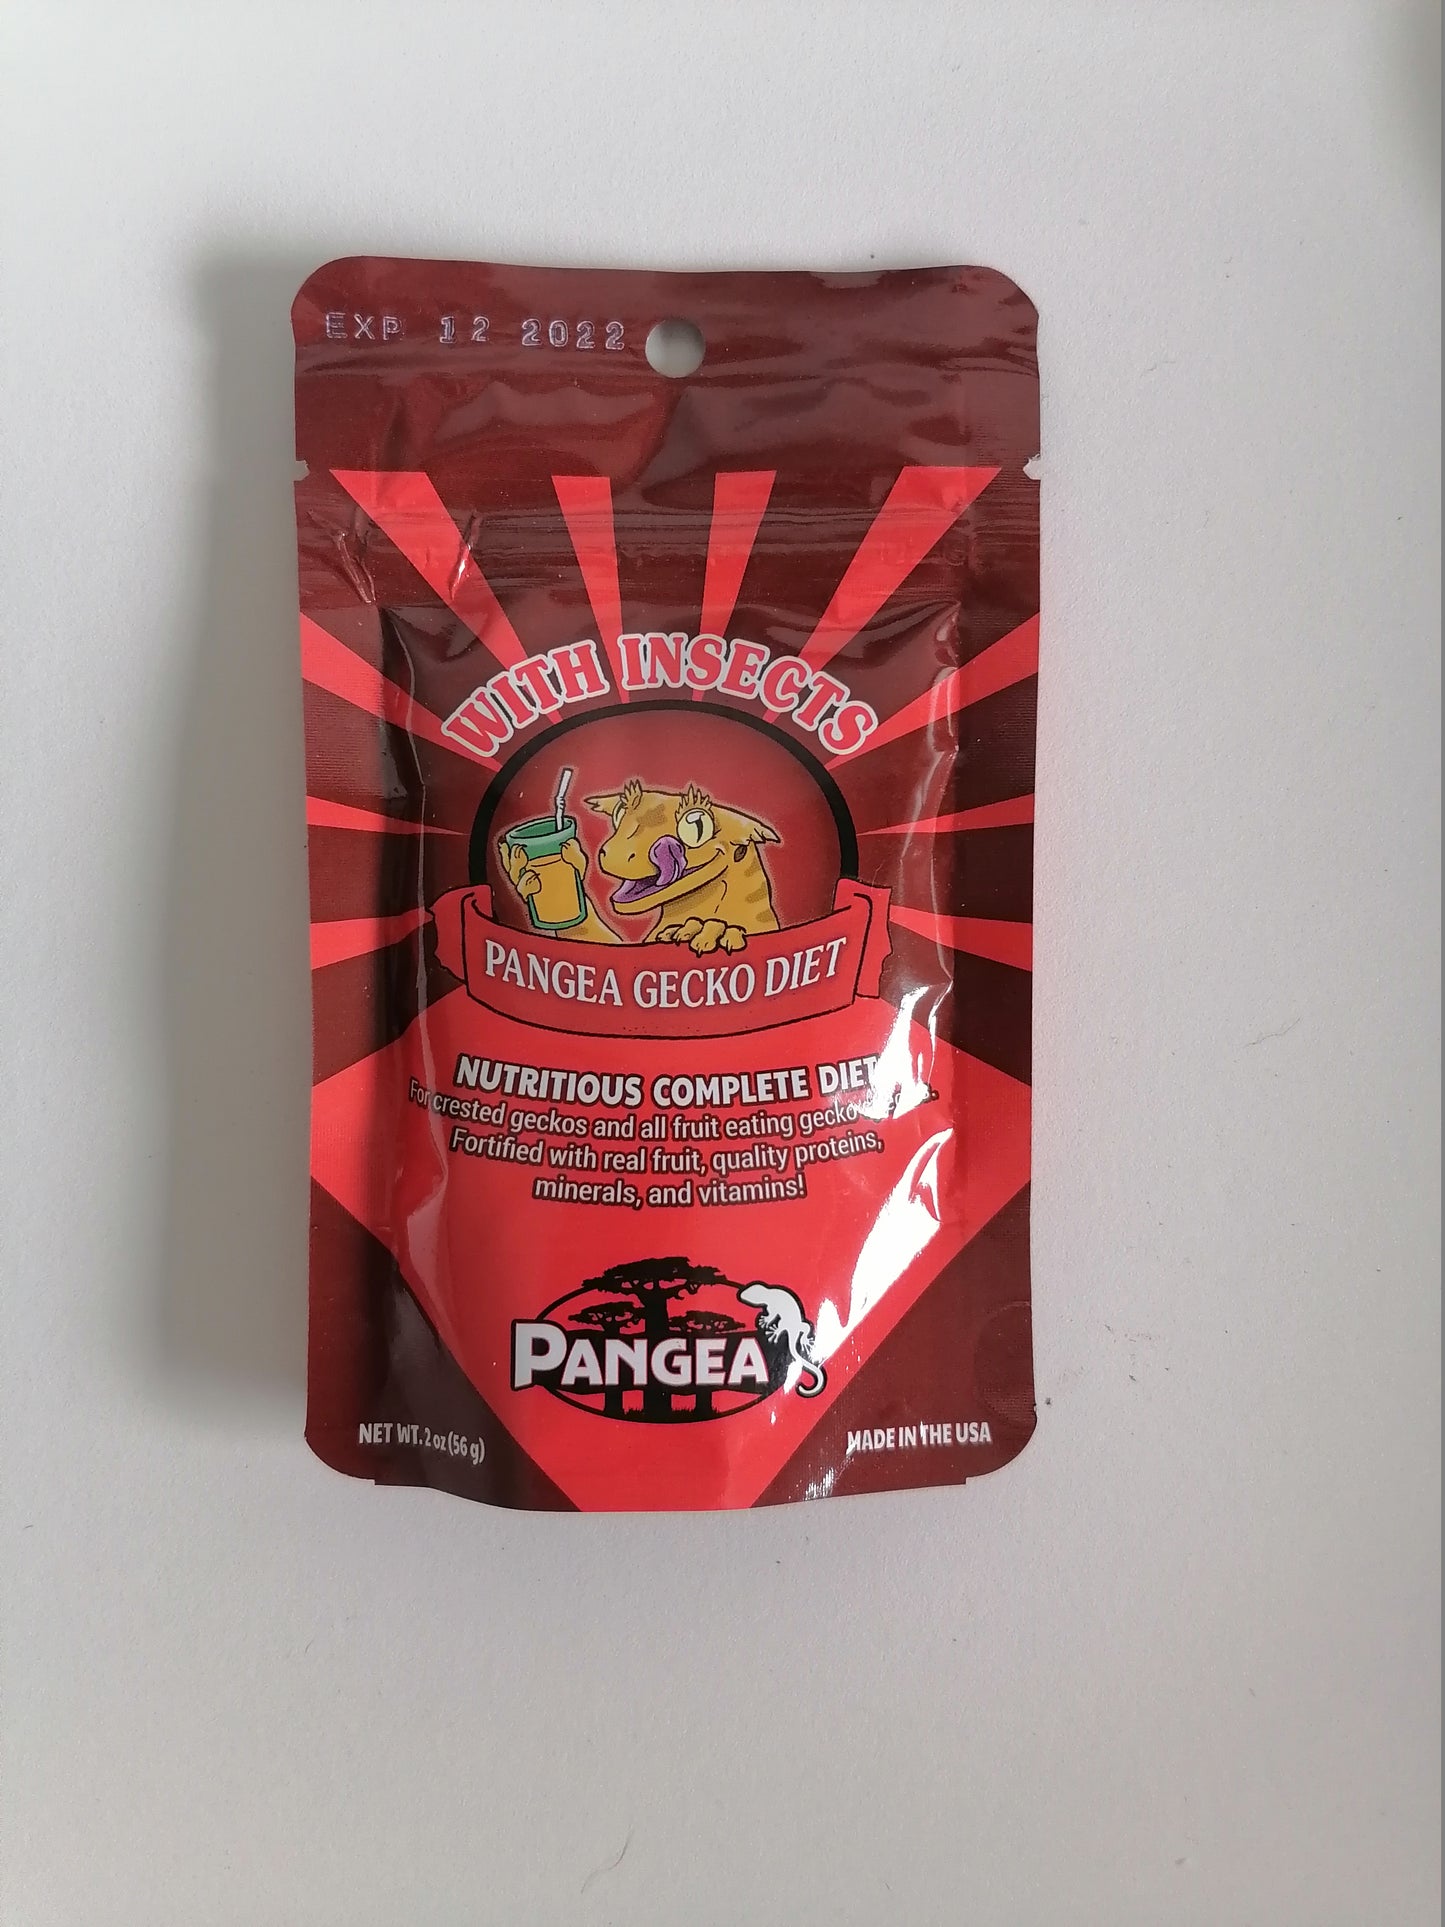 EXP 12 2022
WITH INSECTS
PANGEA GECKO DIET
NUTRITIOUS COMPLETE DIET
For crested geckos and all fruit eating gecko
Fortified with real fruit, quality proteins,
minerals, and vitamins!
PANGEA
NET WT. 2 oz (56 g)
MADE IN THE USA